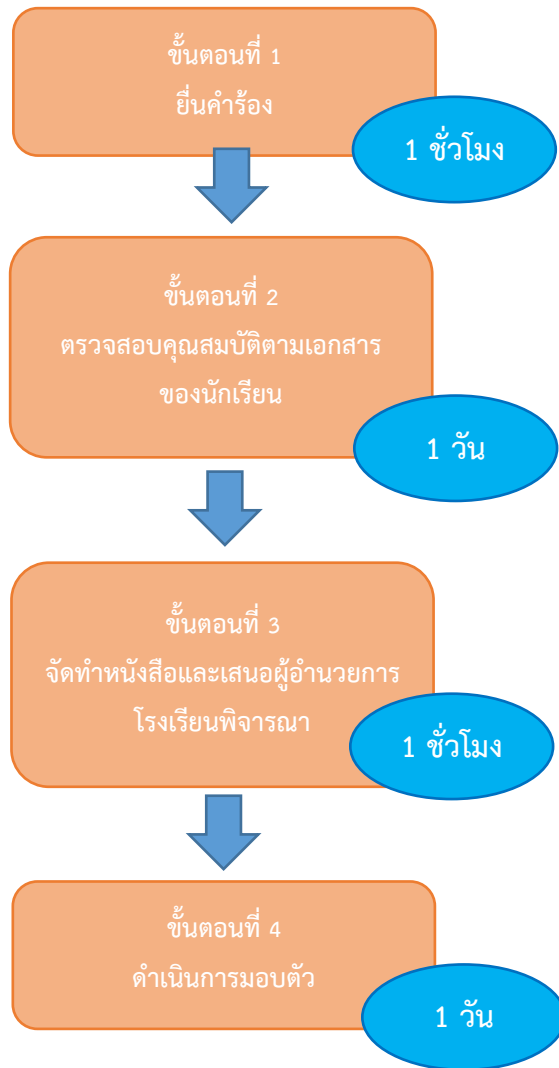 ขั้นตอนที่ 1
ยื่นคำร้อง
1 ชั่วโมง
ขั้นตอนที่ 2
ตรวจสอบคุณสมบัติตามเอกสาร
ของนักเรียน
1 วัน
ขั้นตอนที่ 3
จัดทำหนังสือและเสนอผู้อำนวยการ
โรงเรียนพิจารณา
1 ชั่วโมง
ขั้นตอนที่ 4
ดำเนินการมอบตัว
1 วัน